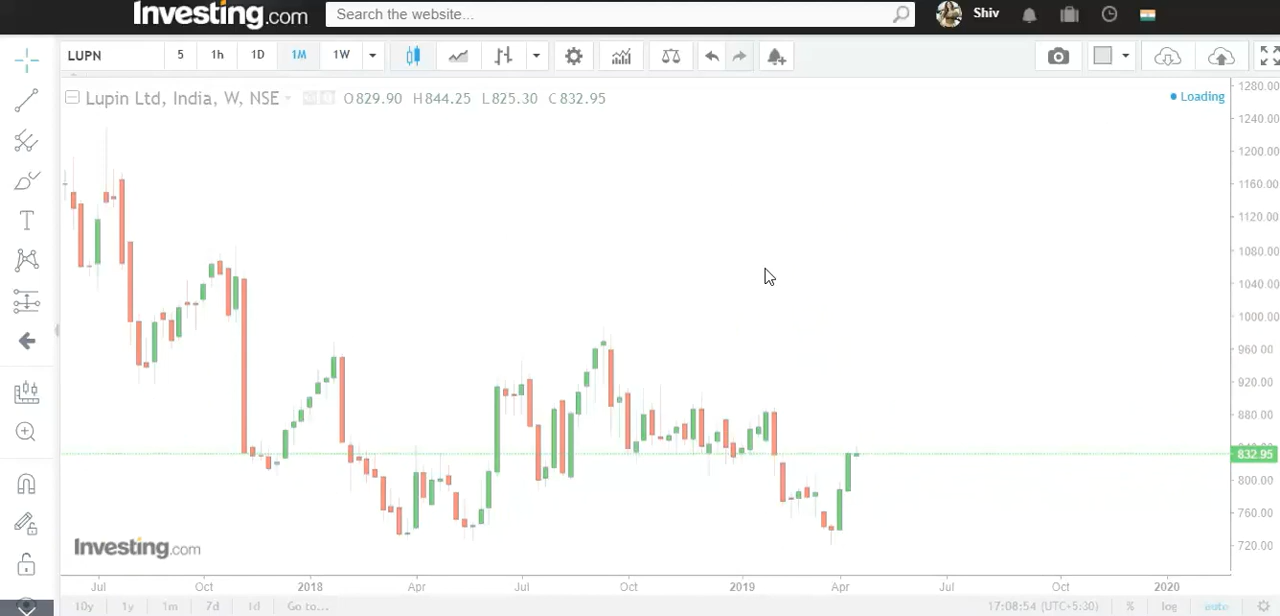 Investing.com Search the website... Shiv
LUPN 5 1h 1D 1M 1W
Lupin Ltd, India, W, NSE O829.90 H844.25 L825.30 C832.95
Loading
1280.00
1240.00
1200.00
1160.00
1120.00
1080.00
1040.00
1000.00
960.00
920.00
880.00
832.95
800.00
760.00
720.00
Investing.com
Jul Oct 2018 Apr Jul Oct 2019 Apr Jul Oct 2020
10y 1y 1m 7d 1d Go to... 17:08:54 (UTC+5:30) % log auto